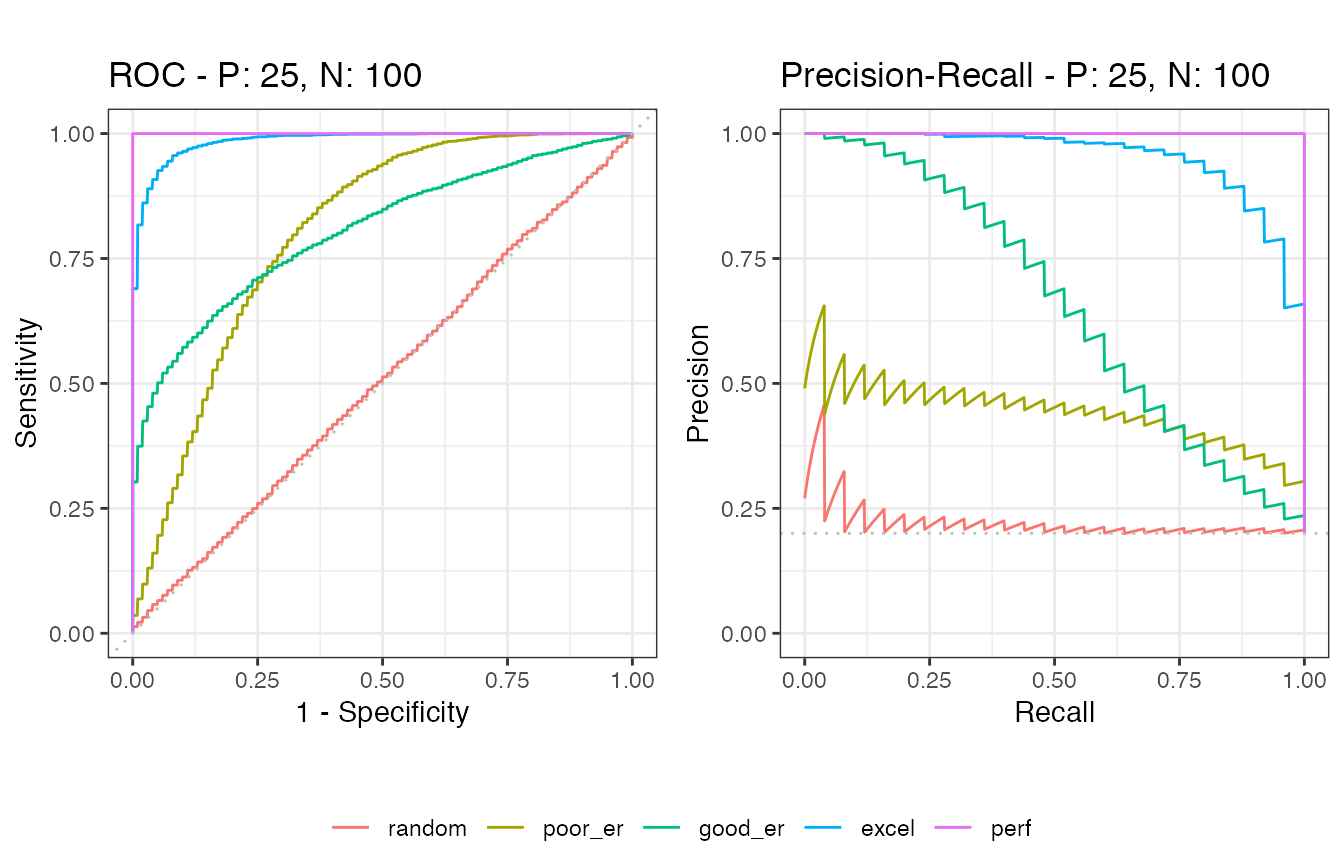 ROC - P: 25, N: 100
1.00
0.75
0.50
0.25
0.00
Sensitivity
0.00 0.25 0.50 0.75 1.00
1 - Specificity
Precision-Recall - P: 25, N: 100
1.00
0.75
0.50
0.25
0.00
Precision
0.00 0.25 0.50 0.75 1.00
Recall
random poor_er good_er excel perf